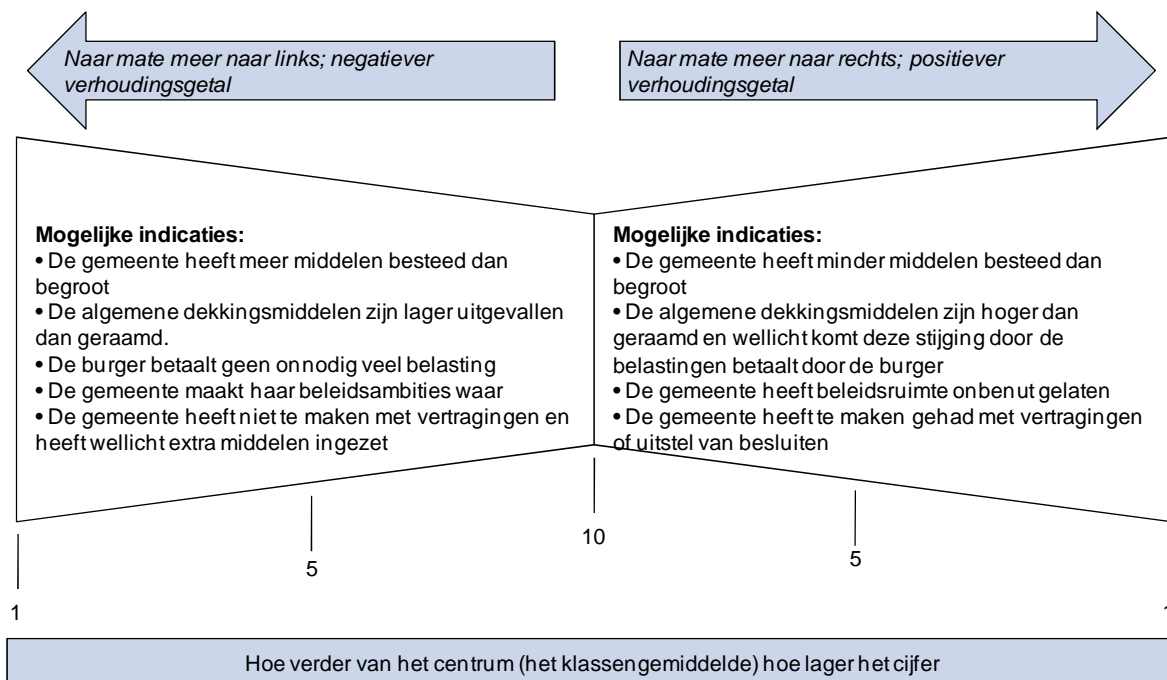 Naar mate meer naar links; negatiever
verhoudingsgetal
Naar mate meer naar rechts; positiever
verhoudingsgetal
Mogelijke indicaties:
• De gemeente heeft meer middelen besteed dan
begroot
• De algemene dekkingsmiddelen zijn lager uitgevallen
dan geraamd.
• De burger betaalt geen onnodig veel belasting
• De gemeente maakt haar beleidsambities waar
• De gemeente heeft niet te maken met vertragingen en
heeft wellicht extra middelen ingezet
Mogelijke indicaties:
• De gemeente heeft minder middelen besteed dan
begroot
• De algemene dekkingsmiddelen zijn hoger dan
geraamd en wellicht komt deze stijging door de
belastingen betaalt door de burger
• De gemeente heeft beleidsruimte onbenut gelaten
• De gemeente heeft te maken gehad met vertragingen
of uitstel van besluiten
1
5
10
5
1
Hoe verder van het centrum (het klassengemiddelde) hoe lager het cijfer